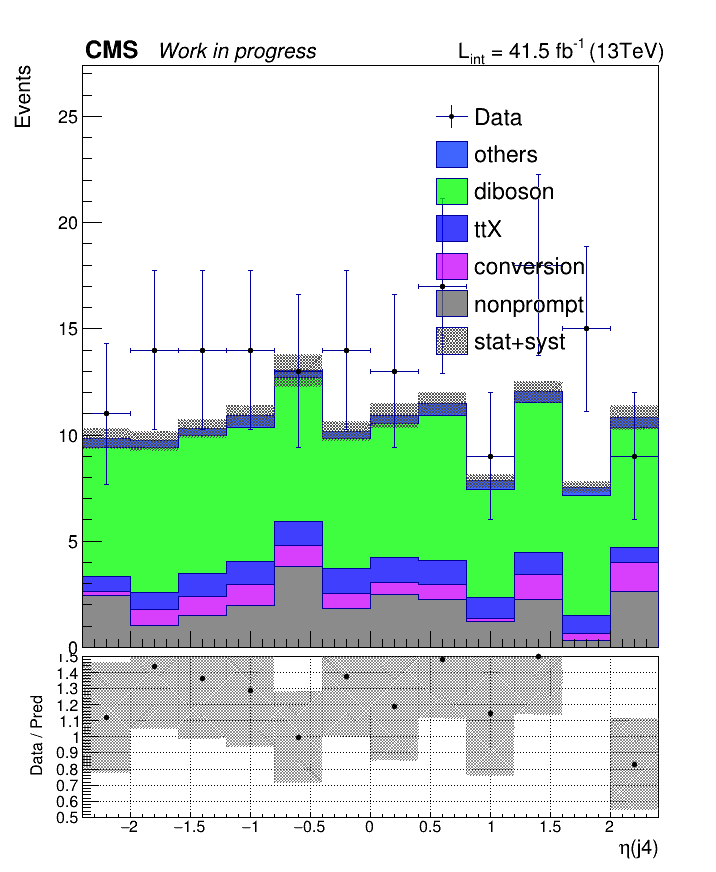 CMS Work in progress L_int = 41.5 fb^-1 (13TeV)
Events
25
20
15
10
5
0
Data
others
diboson
ttX
conversion
nonprompt
stat+syst
Data / Pred
1.5
1.4
1.3
1.2
1.1
1
0.9
0.8
0.7
0.6
0.5
−2 −1.5 −1 −0.5 0 0.5 1 1.5 2
η(j4)